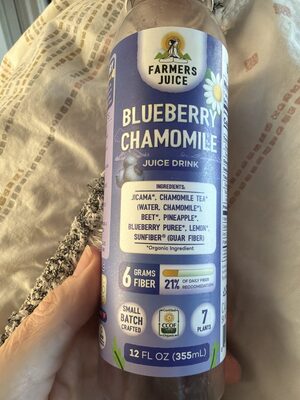 FARMERS
JUICE
BLUEBERRY
CHAMOMILE
JUICE DRINK
INGREDIENTS:
JICAMA*, CHAMOMILE TEA*
(WATER, CHAMOMILE*),
BEET*, PINEAPPLE*,
BLUEBERRY PUREE*, LEMON*,
SUNFIBER® (GUAR FIBER)
*Organic Ingredient
6 GRAMS
FIBER
21% OF DAILY FIBER
RECOMMENDATION
SMALL
BATCH
CRAFTED
CCOF
7
PLANTS
12 FL OZ (355mL)